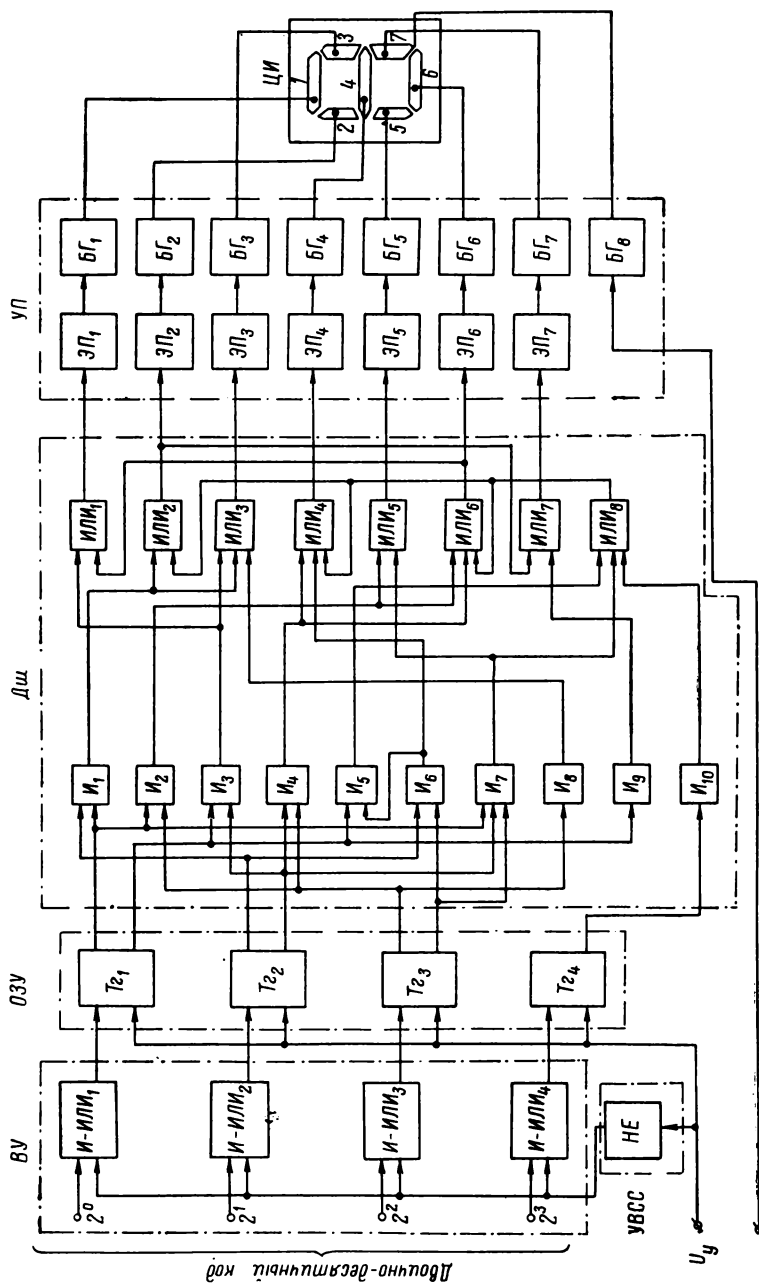 ВУ
ОЗУ
Дш
УП
ЦИ
Двоично-десятичный код
2⁰
2¹
2²
2³
И-ИЛИ₁
И-ИЛИ₂
И-ИЛИ₃
И-ИЛИ₄
УВСС
НЕ
Uу
Тг₁
Тг₂
Тг₃
Тг₄
И₁
И₂
И₃
И₄
И₅
И₆
И₇
И₈
И₉
И₁₀
ИЛИ₁
ИЛИ₂
ИЛИ₃
ИЛИ₄
ИЛИ₅
ИЛИ₆
ИЛИ₇
ИЛИ₈
ЭП₁
ЭП₂
ЭП₃
ЭП₄
ЭП₅
ЭП₆
ЭП₇
БГ₁
БГ₂
БГ₃
БГ₄
БГ₅
БГ₆
БГ₇
БГ₈
1
2
3
4
5
6
7